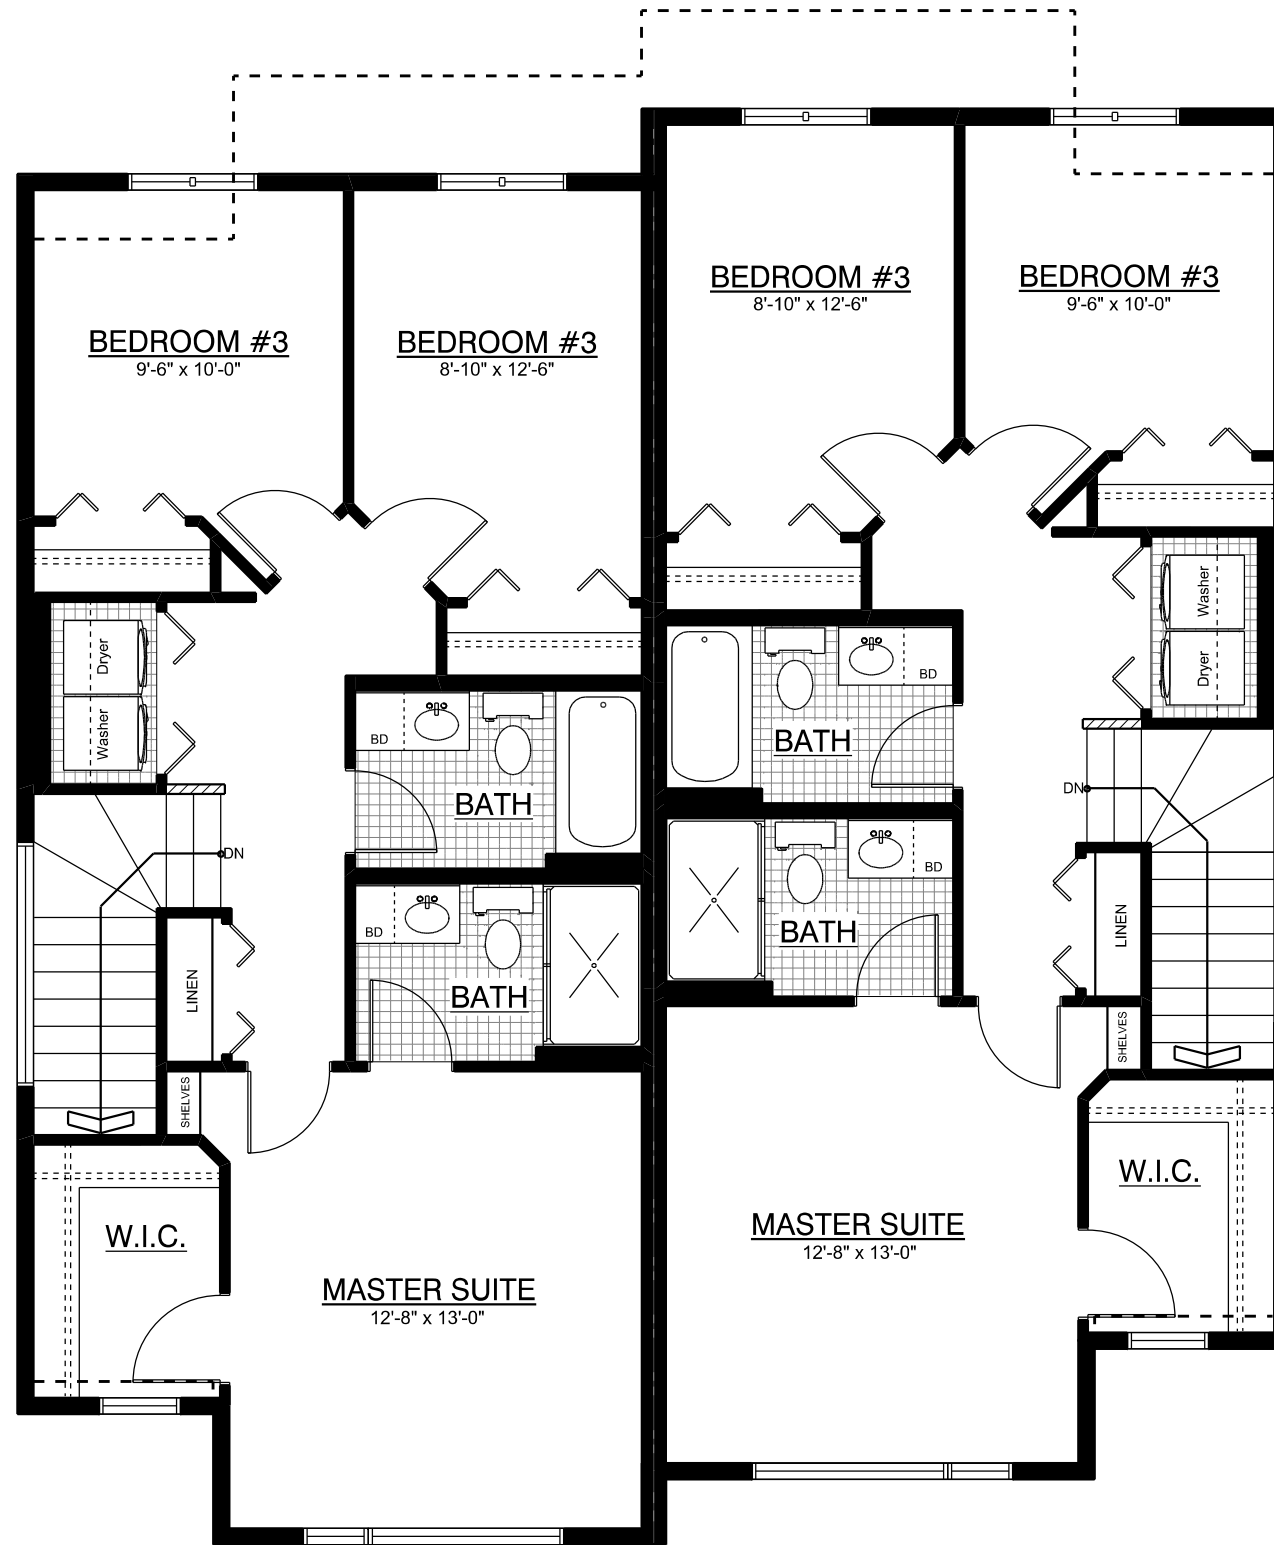 BEDROOM #3
8'-10" x 12'-6"
BEDROOM #3
9'-6" x 10'-0"
BEDROOM #3
9'-6" x 10'-0"
BEDROOM #3
8'-10" x 12'-6"
Washer
Dryer
Dryer
Washer
BD
BATH
BD
BATH
DN
DN
BD
BATH
BD
BATH
LINEN
LINEN
SHELVES
SHELVES
W.I.C.
MASTER SUITE
12'-8" x 13'-0"
W.I.C.
MASTER SUITE
12'-8" x 13'-0"